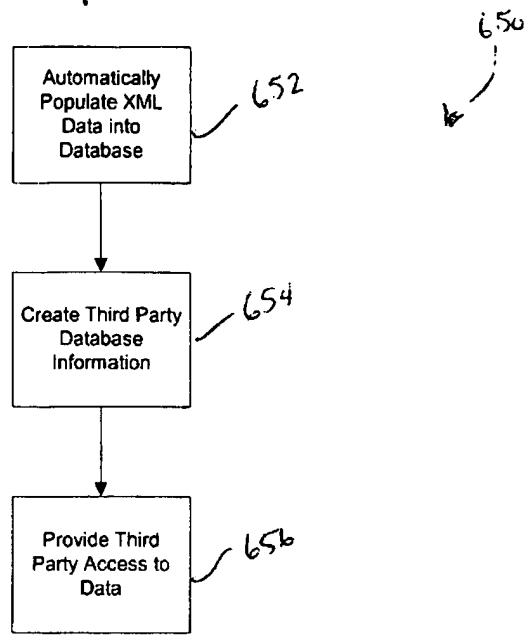 650
Automatically
Populate XML
Data into
Database
652
Create Third Party
Database
Information
654
Provide Third
Party Access to
Data
656